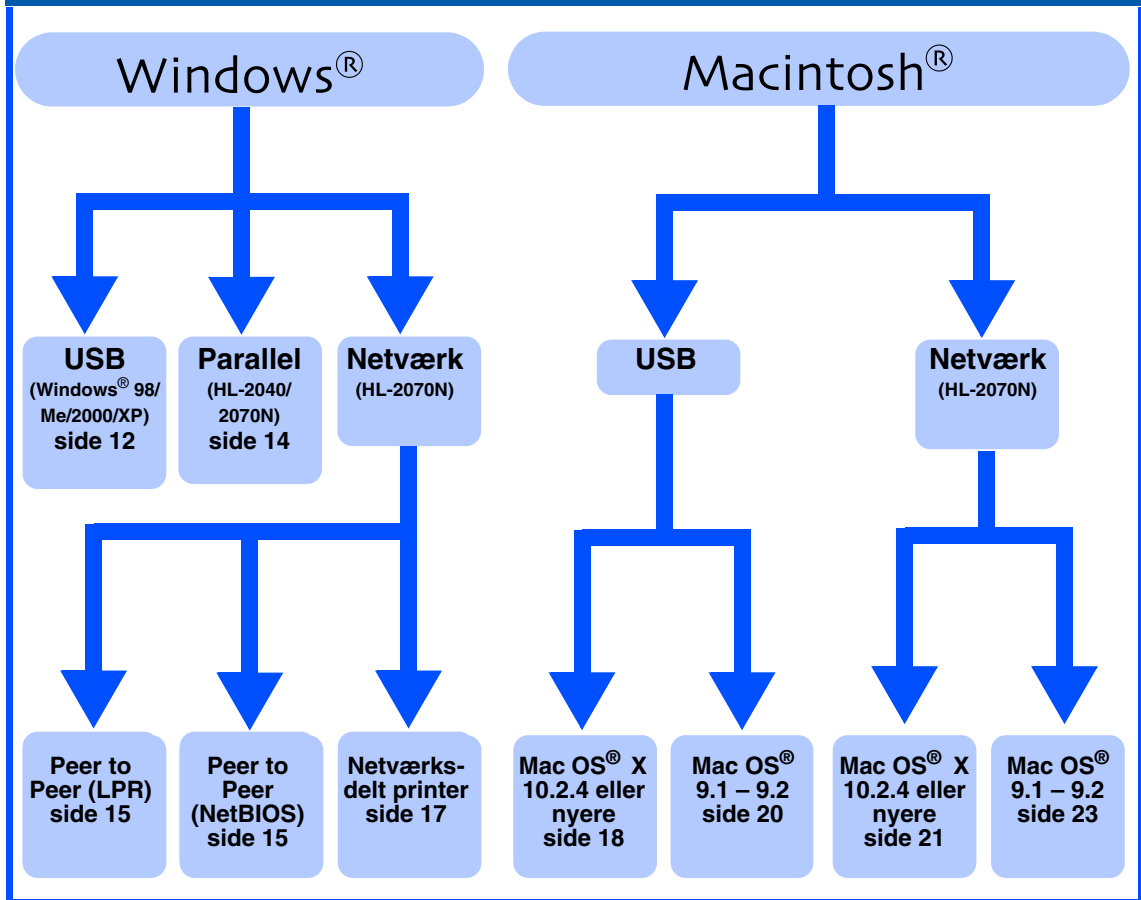 Windows®
Macintosh®
USB
(Windows® 98/
Me/2000/XP)
side 12
Parallel
(HL-2040/
2070N)
side 14
Netværk
(HL-2070N)
USB
Netværk
(HL-2070N)
Peer to
Peer (LPR)
side 15
Peer to
Peer
(NetBIOS)
side 15
Netværks-
delt printer
side 17
Mac OS® X
10.2.4 eller
nyere
side 18
Mac OS®
9.1 – 9.2
side 20
Mac OS® X
10.2.4 eller
nyere
side 21
Mac OS®
9.1 – 9.2
side 23